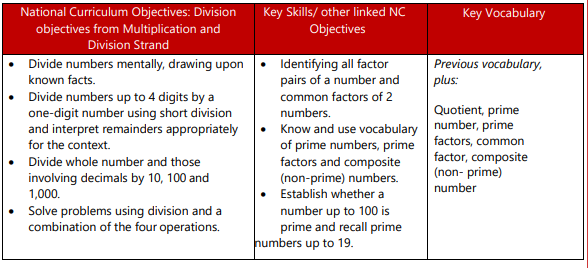 National Curriculum Objectives: Division
objectives from Multiplication and
Division Strand
Key Skills/ other linked NC
Objectives
Key Vocabulary
• Divide numbers mentally, drawing upon
known facts.
• Divide numbers up to 4 digits by a
one-digit number using short division
and interpret remainders appropriately
for the context.
• Divide whole number and those
involving decimals by 10, 100 and
1,000.
• Solve problems using division and a
combination of the four operations.
• Identifying all factor
pairs of a number and
common factors of 2
numbers.
• Know and use vocabulary
of prime numbers, prime
factors and composite
(non-prime) numbers.
• Establish whether a
number up to 100 is
prime and recall prime
numbers up to 19.
Previous vocabulary,
plus:
Quotient, prime
number, prime
factors, common
factor, composite
(non- prime)
number